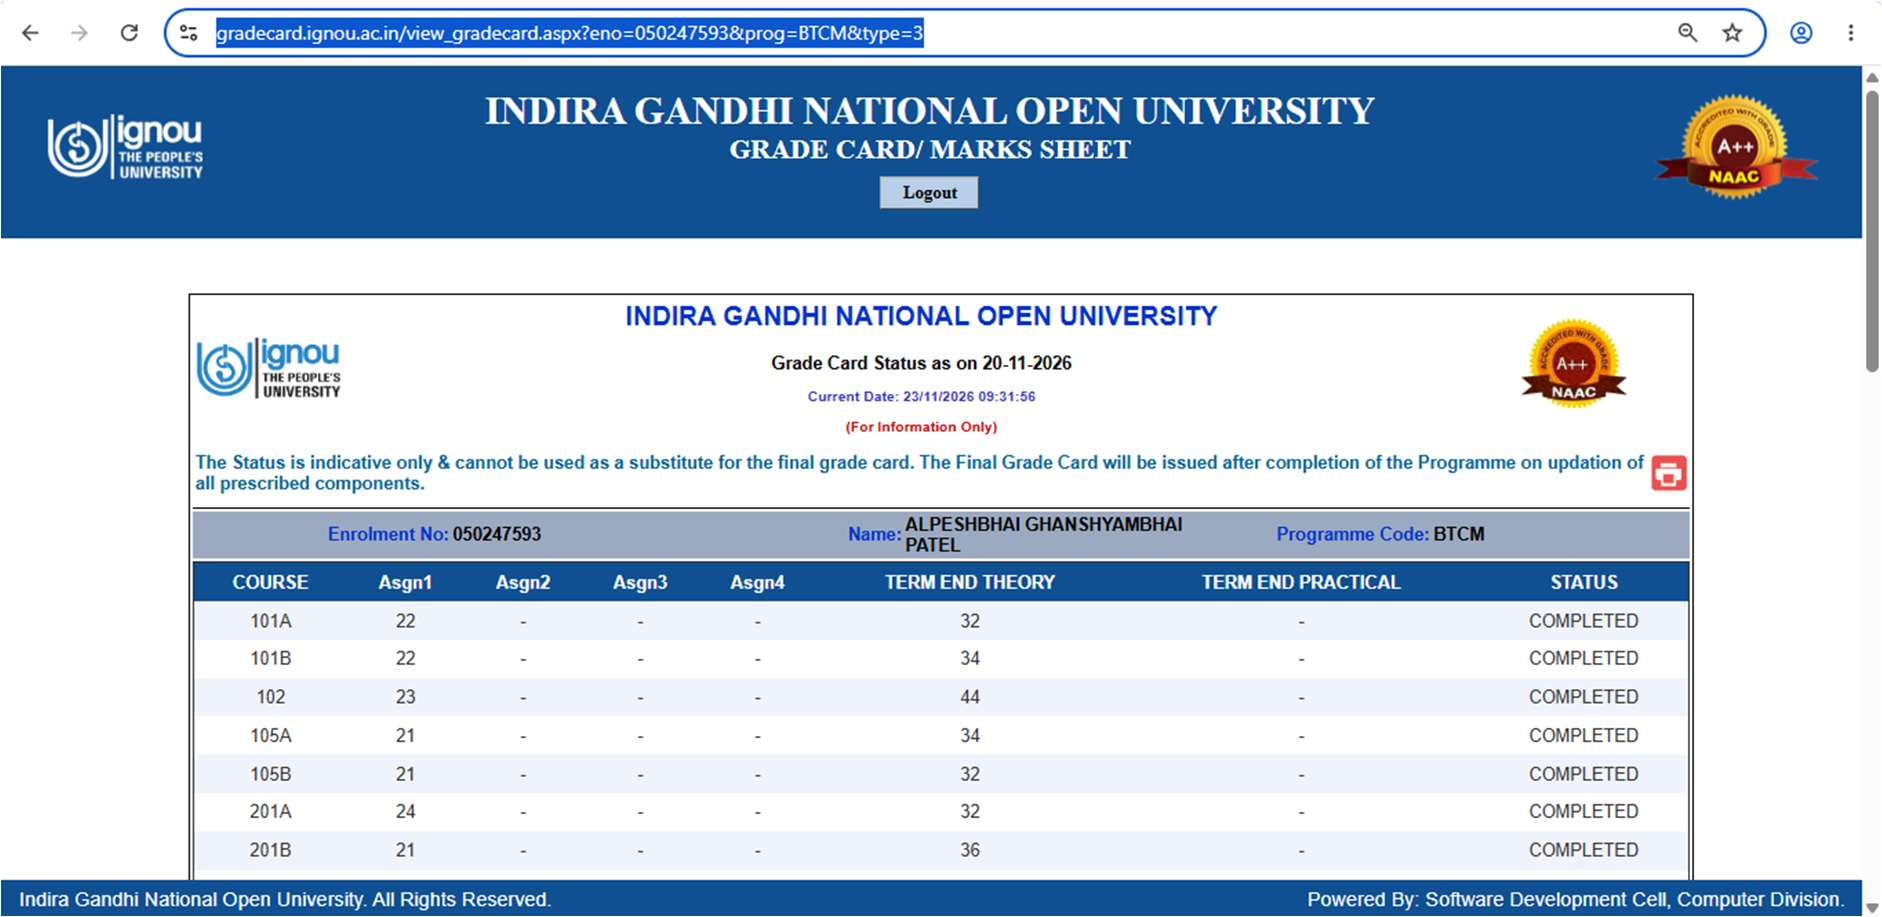 gradecard.ignou.ac.in/view_gradecard.aspx?eno=050247593&prog=BTCM&type=3
INDIRA GANDHI NATIONAL OPEN UNIVERSITY
GRADE CARD/ MARKS SHEET
Logout
ignou
THE PEOPLE'S
UNIVERSITY
ACCREDITED WITH GRADE
A++
NAAC
INDIRA GANDHI NATIONAL OPEN UNIVERSITY
Grade Card Status as on 20-11-2026
Current Date: 23/11/2026 09:31:56
(For Information Only)
ignou
THE PEOPLE'S
UNIVERSITY
ACCREDITED WITH GRADE
A++
NAAC
The Status is indicative only & cannot be used as a substitute for the final grade card. The Final Grade Card will be issued after completion of the Programme on updation of
all prescribed components.
Enrolment No: 050247593 Name: ALPESHBHAI GHANSHYAMBHAI PATEL Programme Code: BTCM
COURSE Asgn1 Asgn2 Asgn3 Asgn4 TERM END THEORY TERM END PRACTICAL STATUS
101A 22 - - - 32 - COMPLETED
101B 22 - - - 34 - COMPLETED
102 23 - - - 44 - COMPLETED
105A 21 - - - 34 - COMPLETED
105B 21 - - - 32 - COMPLETED
201A 24 - - - 32 - COMPLETED
201B 21 - - - 36 - COMPLETED
Indira Gandhi National Open University. All Rights Reserved. Powered By: Software Development Cell, Computer Division.